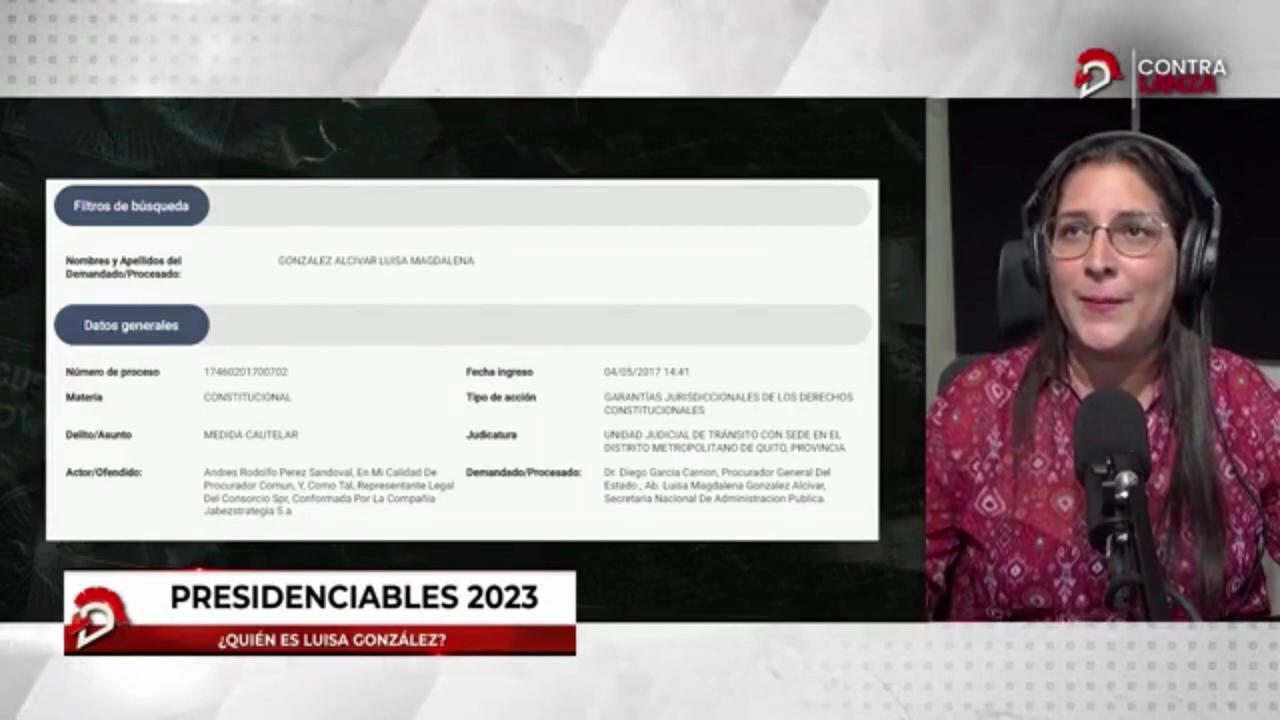 CONTRA
LANZA
Filtros de búsqueda
Nombres y Apellidos del
Demandado/Procesado:
GONZALEZ ALCIVAR LUISA MAGDALENA
Datos generales
Número de proceso
17460201700702
Fecha ingreso
04/05/2017 14:41
Materia
CONSTITUCIONAL
Tipo de acción
GARANTÍAS JURISDICCIONALES DE LOS DERECHOS
CONSTITUCIONALES
Delito/Asunto
MEDIDA CAUTELAR
Judicatura
UNIDAD JUDICIAL DE TRÁNSITO CON SEDE EN EL
DISTRITO METROPOLITANO DE QUITO, PROVINCIA
Actor/Ofendido:
Andres Rodolfo Perez Sandoval, En Mi Calidad De
Procurador Comun, Y, Como Tal, Representante Legal
Del Consorcio Spr, Conformada Por La Compañia
Jabezstrategia S.a
Demandado/Procesado:
Dr. Diego Garcia Carrion, Procurador General Del
Estado., Ab. Luisa Magdalena Gonzalez Alcivar,
Secretaria Nacional De Administracion Publica.
PRESIDENCIABLES 2023
¿QUIÉN ES LUISA GONZÁLEZ?